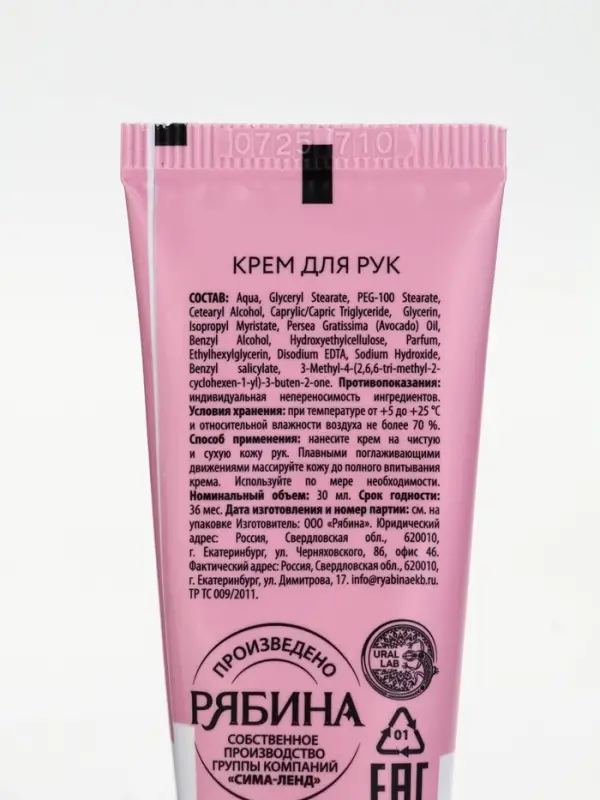 0725 710
КРЕМ ДЛЯ РУК
СОСТАВ: Aqua, Glyceryl Stearate, PEG-100 Stearate,
Cetearyl Alcohol, Caprylic/Capric Triglyceride, Glycerin,
Isopropyl Myristate, Persea Gratissima (Avocado) Oil,
Benzyl Alcohol, Hydroxyethylcellulose, Parfum,
Ethylhexylglycerin, Disodium EDTA, Sodium Hydroxide,
Benzyl salicylate, 3-Methyl-4-(2,6,6-tri-methyl-2-
cyclohexen-1-yl)-3-buten-2-one. Противопоказания:
индивидуальная непереносимость ингредиентов.
Условия хранения: при температуре от +5 до +25 °C
и относительной влажности воздуха не более 70 %.
Способ применения: нанесите крем на чистую
и сухую кожу рук. Плавными поглаживающими
движениями массируйте кожу до полного впитывания
крема. Используйте по мере необходимости.
Номинальный объем: 30 мл. Срок годности:
36 мес. Дата изготовления и номер партии: см. на
упаковке Изготовитель: ООО «Рябина». Юридический
адрес: Россия, Свердловская обл., 620010,
г. Екатеринбург, ул. Черняховского, 86, офис 46.
Фактический адрес: Россия, Свердловская обл., 620010,
г. Екатеринбург, ул. Димитрова, 17. info@ryabinaekb.ru.
ТР ТС 009/2011.
ПРОИЗВЕДЕНО
РЯБИНА
СОБСТВЕННОЕ
ПРОИЗВОДСТВО
ГРУППЫ КОМПАНИЙ
«СИМА-ЛЕНД»
URAL
LAB
01
EAC